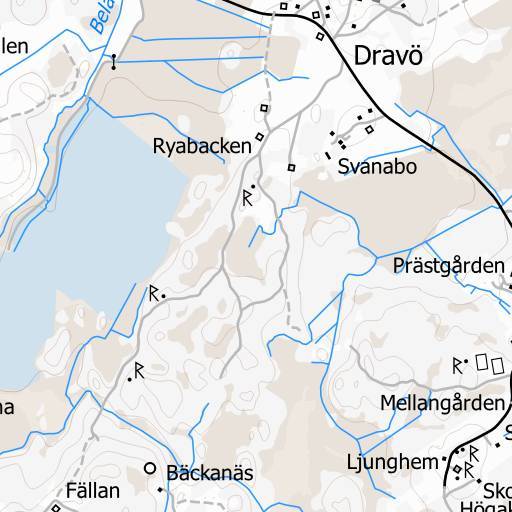 Dravö
Ryabacken
Svanabo
R
Prästgården
R
R
R
Mellangården
Ljunghem
R
R
Bäckanäs
Fällan